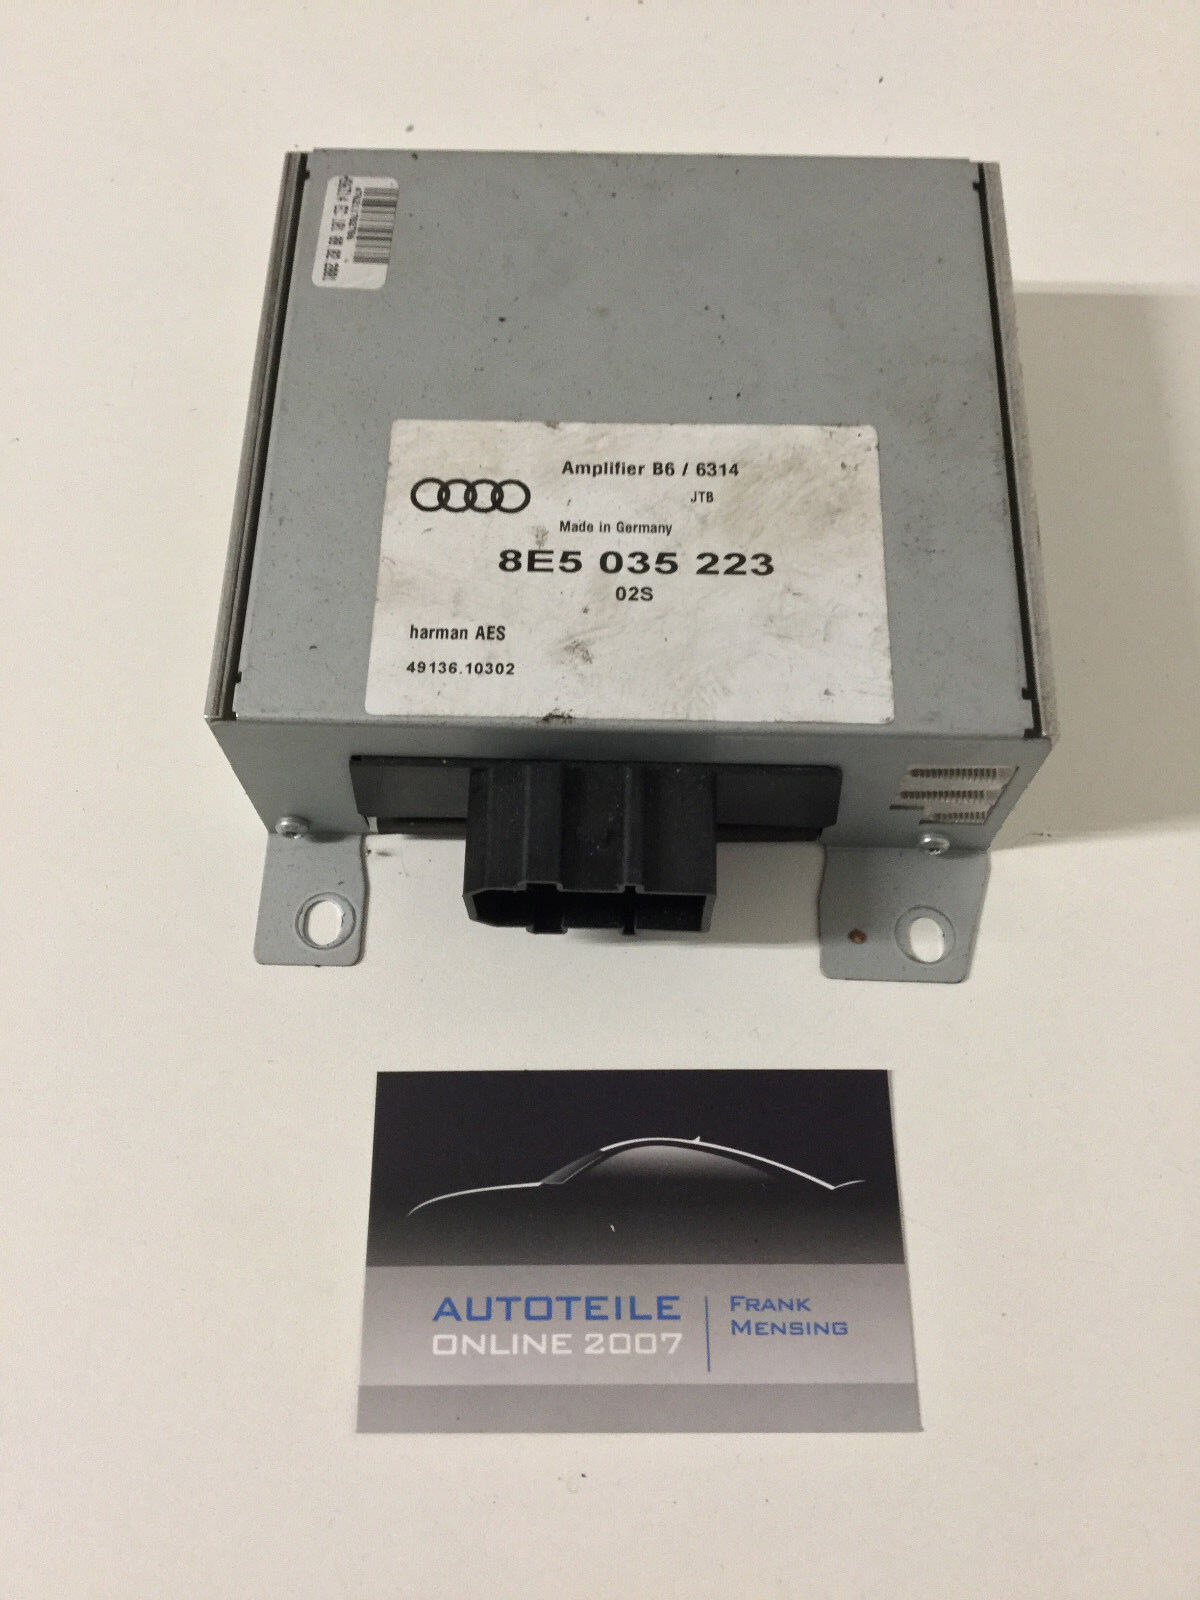 Amplifier B6 / 6314
JTB
Made in Germany
8E5 035 223
02S
harman AES
49136.10302
AUTOTEILE
ONLINE 2007
FRANK
MENSING